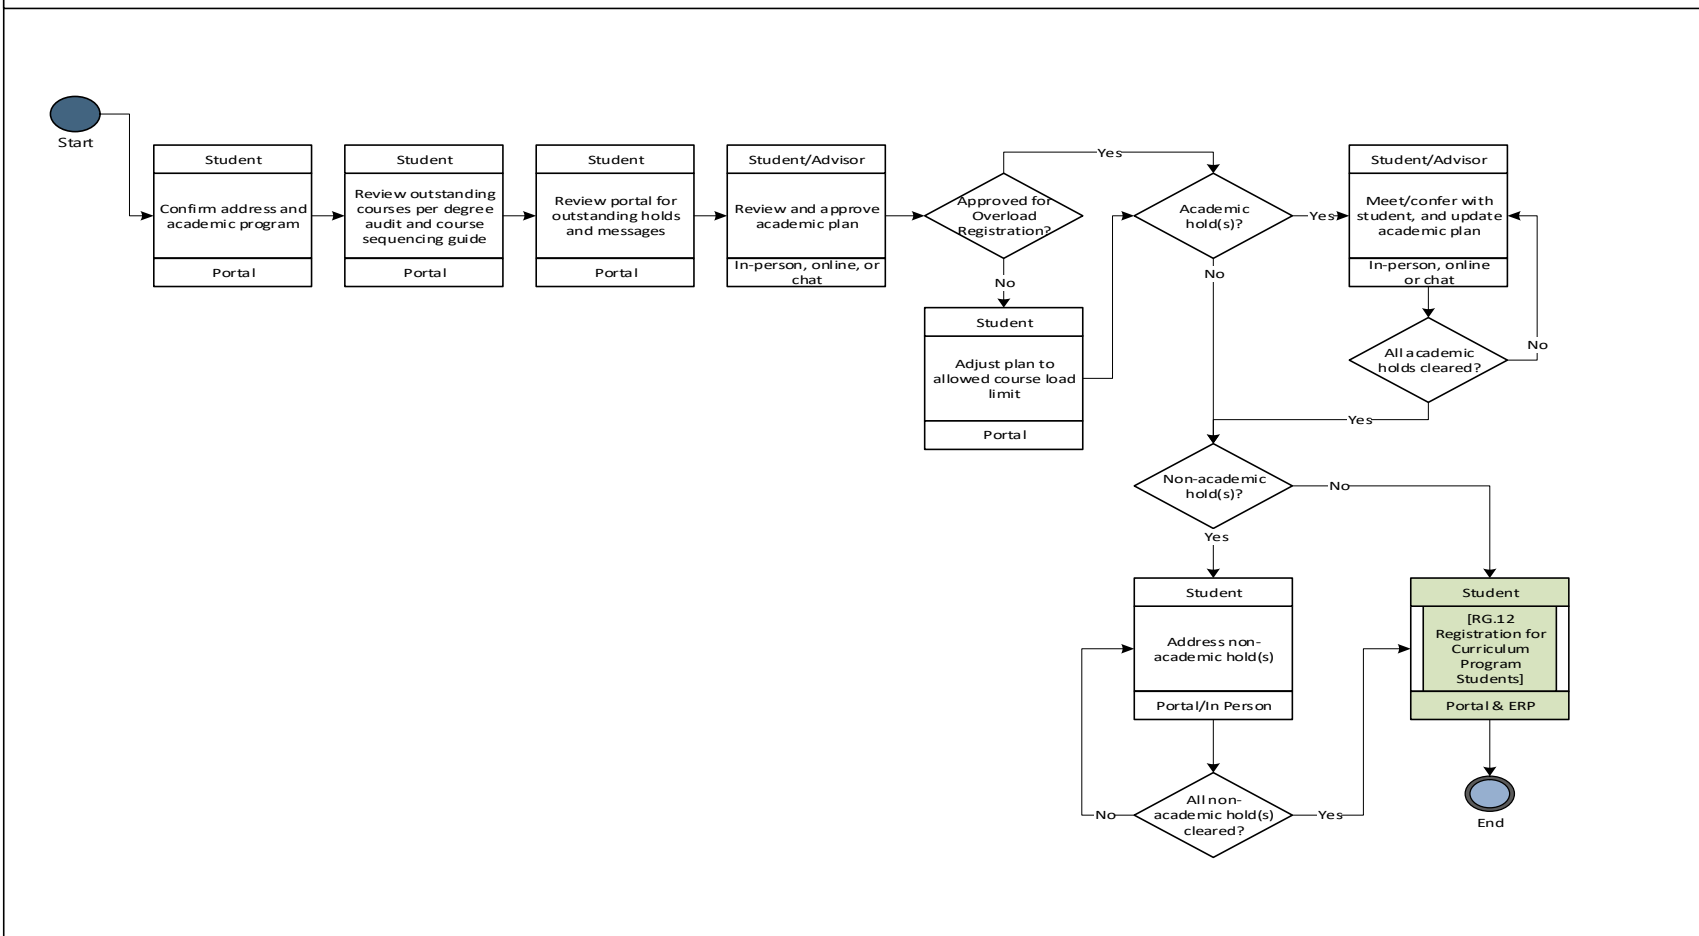 Start
Student
Confirm address and
academic program
Portal
Student
Review outstanding
courses per degree
audit and course
sequencing guide
Portal
Student
Review portal for
outstanding holds
and messages
Portal
Student/Advisor
Review and approve
academic plan
In-person, online, or
chat
Approved for
Overload
Registration?
Yes
No
Student
Adjust plan to
allowed course load
limit
Portal
Academic
hold(s)?
Yes
No
Student/Advisor
Meet/confer with
student, and update
academic plan
In-person, online
or chat
All academic
holds cleared?
No
Yes
Non-academic
hold(s)?
No
Yes
Student
Address non-
academic hold(s)
Portal/In Person
All non-
academic hold(s)
cleared?
No
Yes
Student
[RG.12
Registration for
Curriculum
Program
Students]
Portal & ERP
End